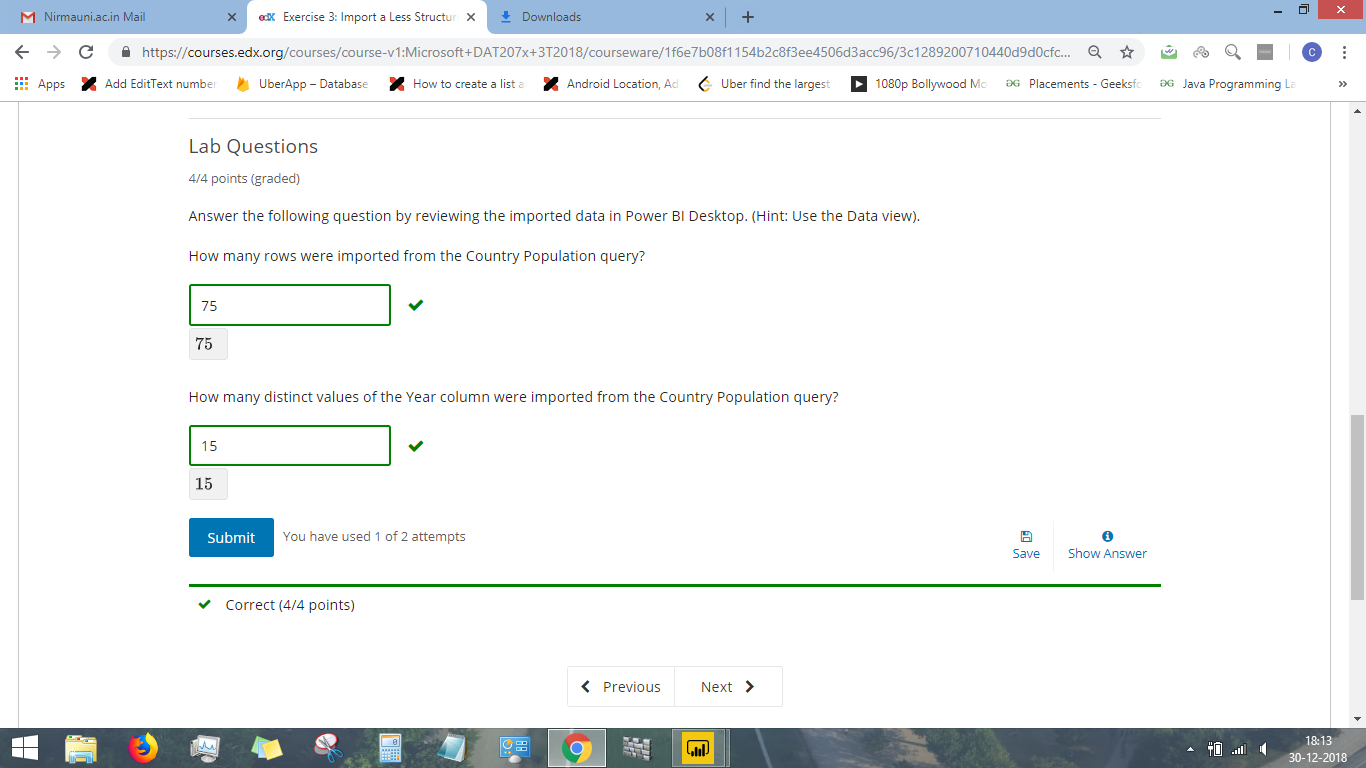 Nirmauni.ac.in Mail
edX Exercise 3: Import a Less Structur
Downloads
https://courses.edx.org/courses/course-v1:Microsoft+DAT207x+3T2018/courseware/1f6e7b08f1154b2c8f3ee4506d3acc96/3c1289200710440d9d0cfc...
C
Apps
Add EditText number
UberApp – Database
How to create a list a
Android Location, Ad
Uber find the largest
1080p Bollywood Mo
Placements - Geeksfo
Java Programming La
»
Lab Questions
4/4 points (graded)
Answer the following question by reviewing the imported data in Power BI Desktop. (Hint: Use the Data view).
How many rows were imported from the Country Population query?
75
75
How many distinct values of the Year column were imported from the Country Population query?
15
15
Submit
You have used 1 of 2 attempts
Save
Show Answer
Correct (4/4 points)
Previous
Next
18:13
30-12-2018